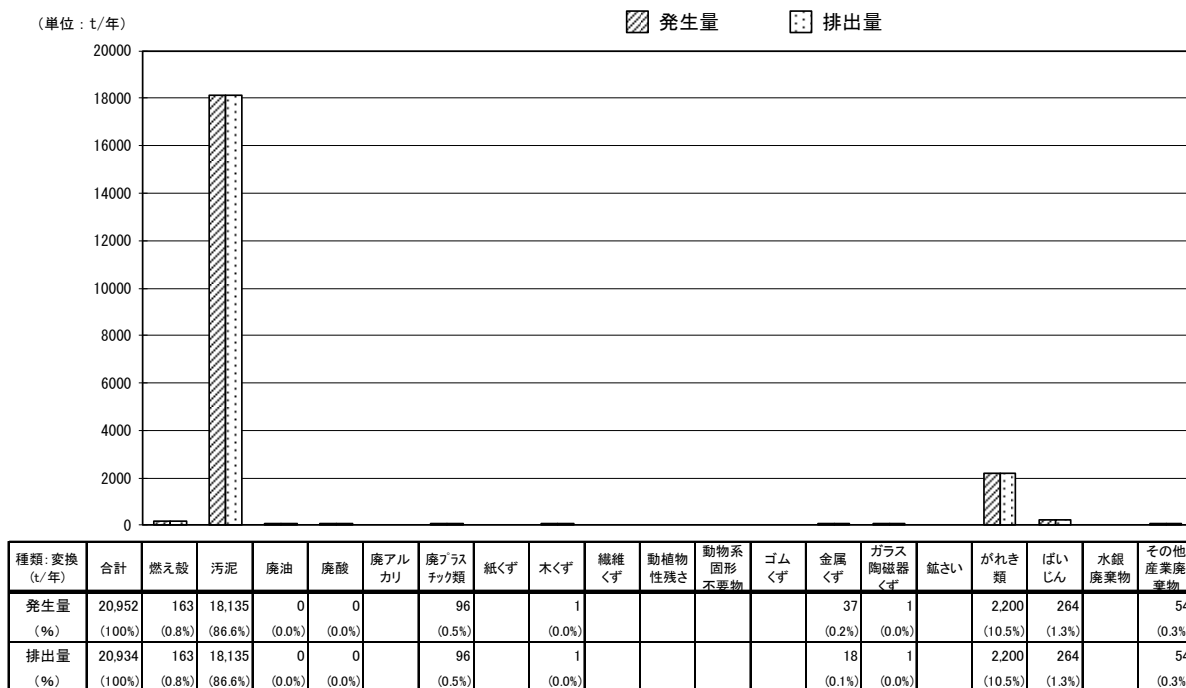 （単位：t/年）
発生量 排出量
20000
18000
16000
14000
12000
10000
8000
6000
4000
2000
0
種類：変換（t/年） 合計 燃え殻 汚泥 廃油 廃酸 廃アルカリ 廃プラスチック類 紙くず 木くず 繊維くず 動植物性残さ 動物系固形不要物 ゴムくず 金属くず ガラス陶磁器くず 鉱さい がれき類 ばいじん 水銀廃棄物 その他産業廃棄物
発生量 20,952 163 18,135 0 0 96 1 37 1 2,200 264 54
（%） (100%) (0.8%) (86.6%) (0.0%) (0.0%) (0.5%) (0.0%) (0.2%) (0.0%) (10.5%) (1.3%) (0.3%
排出量 20,934 163 18,135 0 0 96 1 18 1 2,200 264 54
（%） (100%) (0.8%) (86.6%) (0.0%) (0.0%) (0.5%) (0.0%) (0.1%) (0.0%) (10.5%) (1.3%) (0.3%